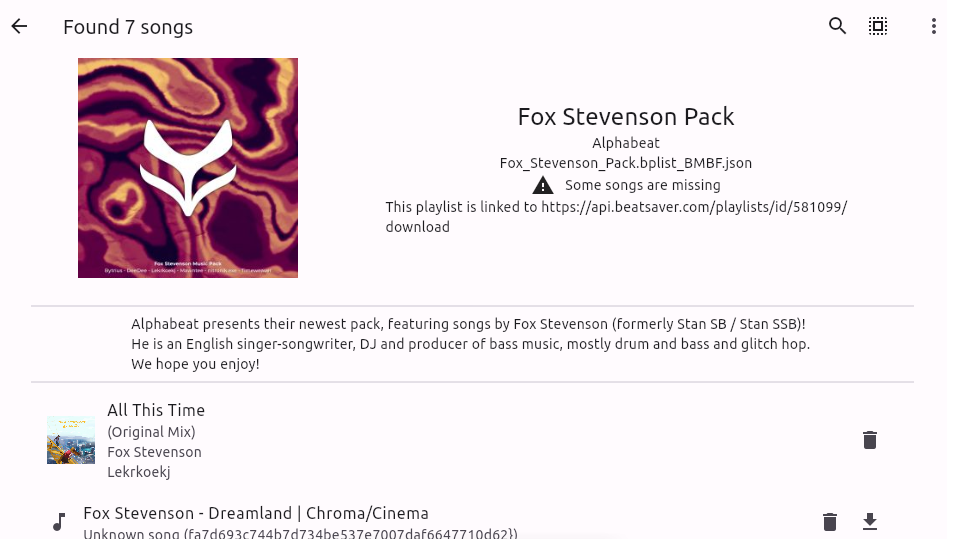 Found 7 songs
Fox Stevenson Pack
Alphabeat
Fox_Stevenson_Pack.bplist_BMBF.json
Some songs are missing
This playlist is linked to https://api.beatsaver.com/playlists/id/581099/
download
Fox Stevenson Music Pack
Alphabeat presents their newest pack, featuring songs by Fox Stevenson (formerly Stan SB / Stan SSB)!
He is an English singer-songwriter, DJ and producer of bass music, mostly drum and bass and glitch hop.
We hope you enjoy!
All This Time
(Original Mix)
Fox Stevenson
Lekrkoekj
Fox Stevenson - Dreamland | Chroma/Cinema
Unknown song (fa7d693c744b7d734be537e7007daf6647710d62})